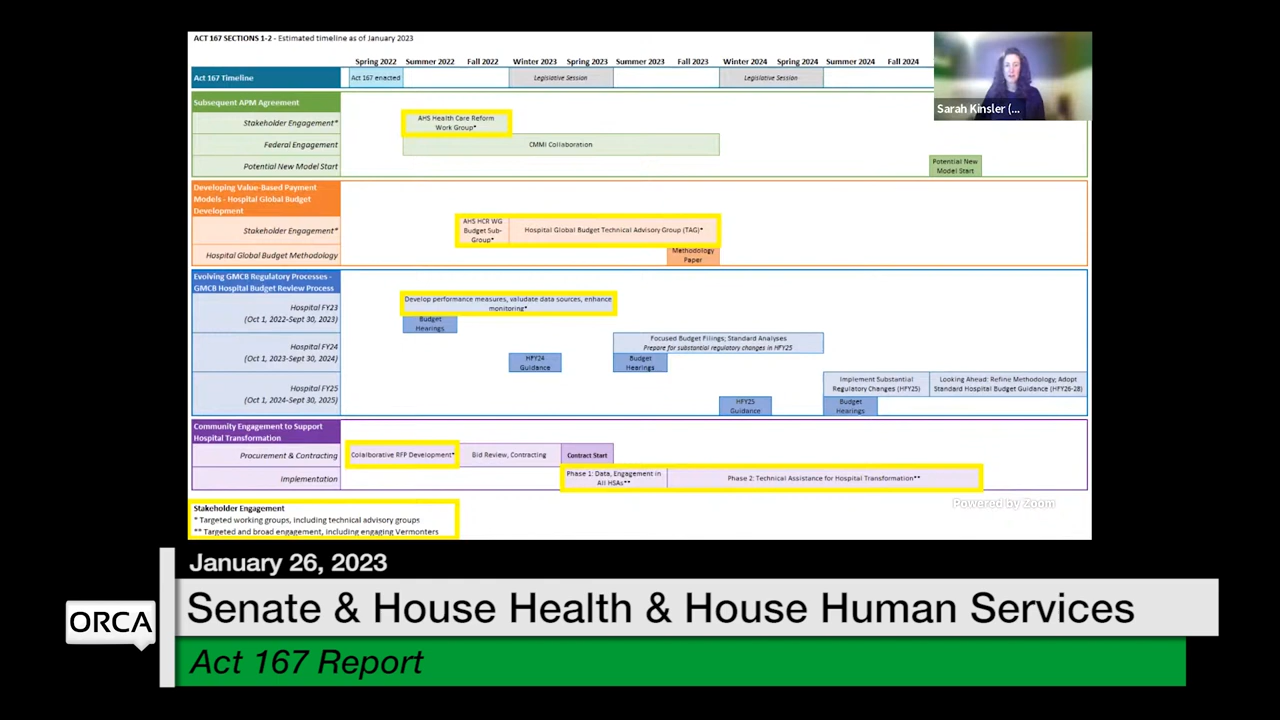 ACT 167 SECTIONS 1-2 - Estimated timeline as of January 2023
Spring 2022 Summer 2022 Fall 2022 Winter 2023 Spring 2023 Summer 2023 Fall 2023 Winter 2024 Spring 2024 Summer 2024 Fall 2024
Act 167 Timeline
Act 167 enacted
Legislative Session
Legislative Session
Sarah Kinsler (...
Subsequent APM Agreement
Stakeholder Engagement*
AHS Health Care Reform
Work Group*
Federal Engagement
CMMI Collaboration
Potential New Model Start
Potential New
Model Start
Developing Value-Based Payment
Models - Hospital Global Budget
Development
Stakeholder Engagement*
AHS HCR WG
Budget Sub-
Group*
Hospital Global Budget Technical Advisory Group (TAG)*
Hospital Global Budget Methodology
Methodology
Paper
Evolving GMCB Regulatory Processes -
GMCB Hospital Budget Review Process
Hospital FY23
(Oct 1, 2022-Sept 30, 2023)
Develop performance measures, valudate data sources, enhance
monitoring*
Budget
Hearings
Hospital FY24
(Oct 1, 2023-Sept 30, 2024)
Focused Budget Filings; Standard Analyses
Prepare for substantial regulatory changes in HFY25
HFY24
Guidance
Budget
Hearings
Hospital FY25
(Oct 1, 2024-Sept 30, 2025)
Implement Substantial
Regulatory Changes (HFY25)
Looking Ahead: Refine Methodology; Adopt
Standard Hospital Budget Guidance (HFY26-28)
HFY25
Guidance
Budget
Hearings
Community Engagement to Support
Hospital Transformation
Procurement & Contracting
Colalborative RFP Development*
Bid Review, Contracting
Contract Start
Implementation
Phase 1: Data, Engagement in
All HSAs**
Phase 2: Technical Assistance for Hospital Transformation**
Powered by Zoom
Stakeholder Engagement
* Targeted working groups, including technical advisory groups
** Targeted and broad engagement, including engaging Vermonters
January 26, 2023
ORCA
Senate & House Health & House Human Services
Act 167 Report